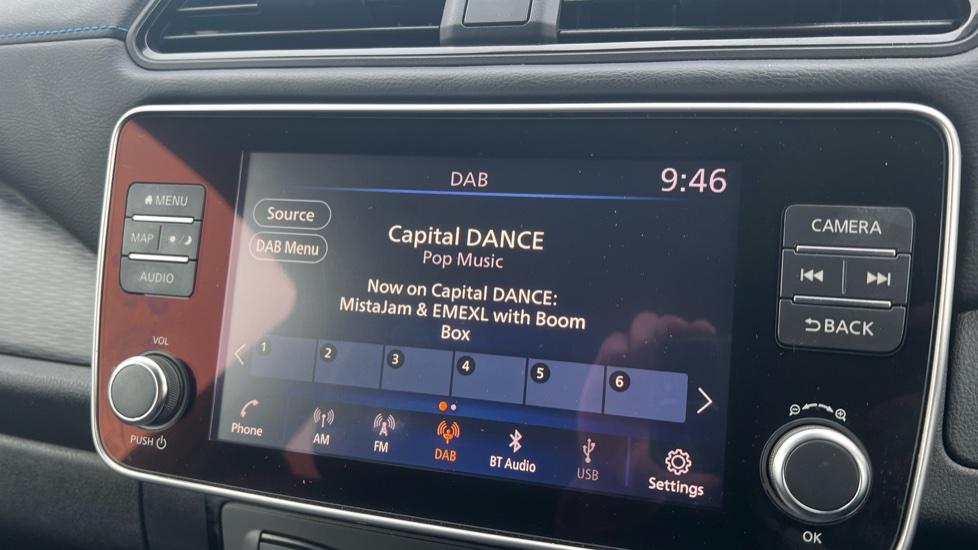 DAB
9:46
Source
DAB Menu
Capital DANCE
Pop Music
Now on Capital DANCE:
MistaJam & EMEXL with Boom
Box
1 2 3 4 5 6
Phone AM FM DAB BT Audio USB Settings
MENU
MAP
AUDIO
VOL
PUSH
CAMERA
BACK
OK